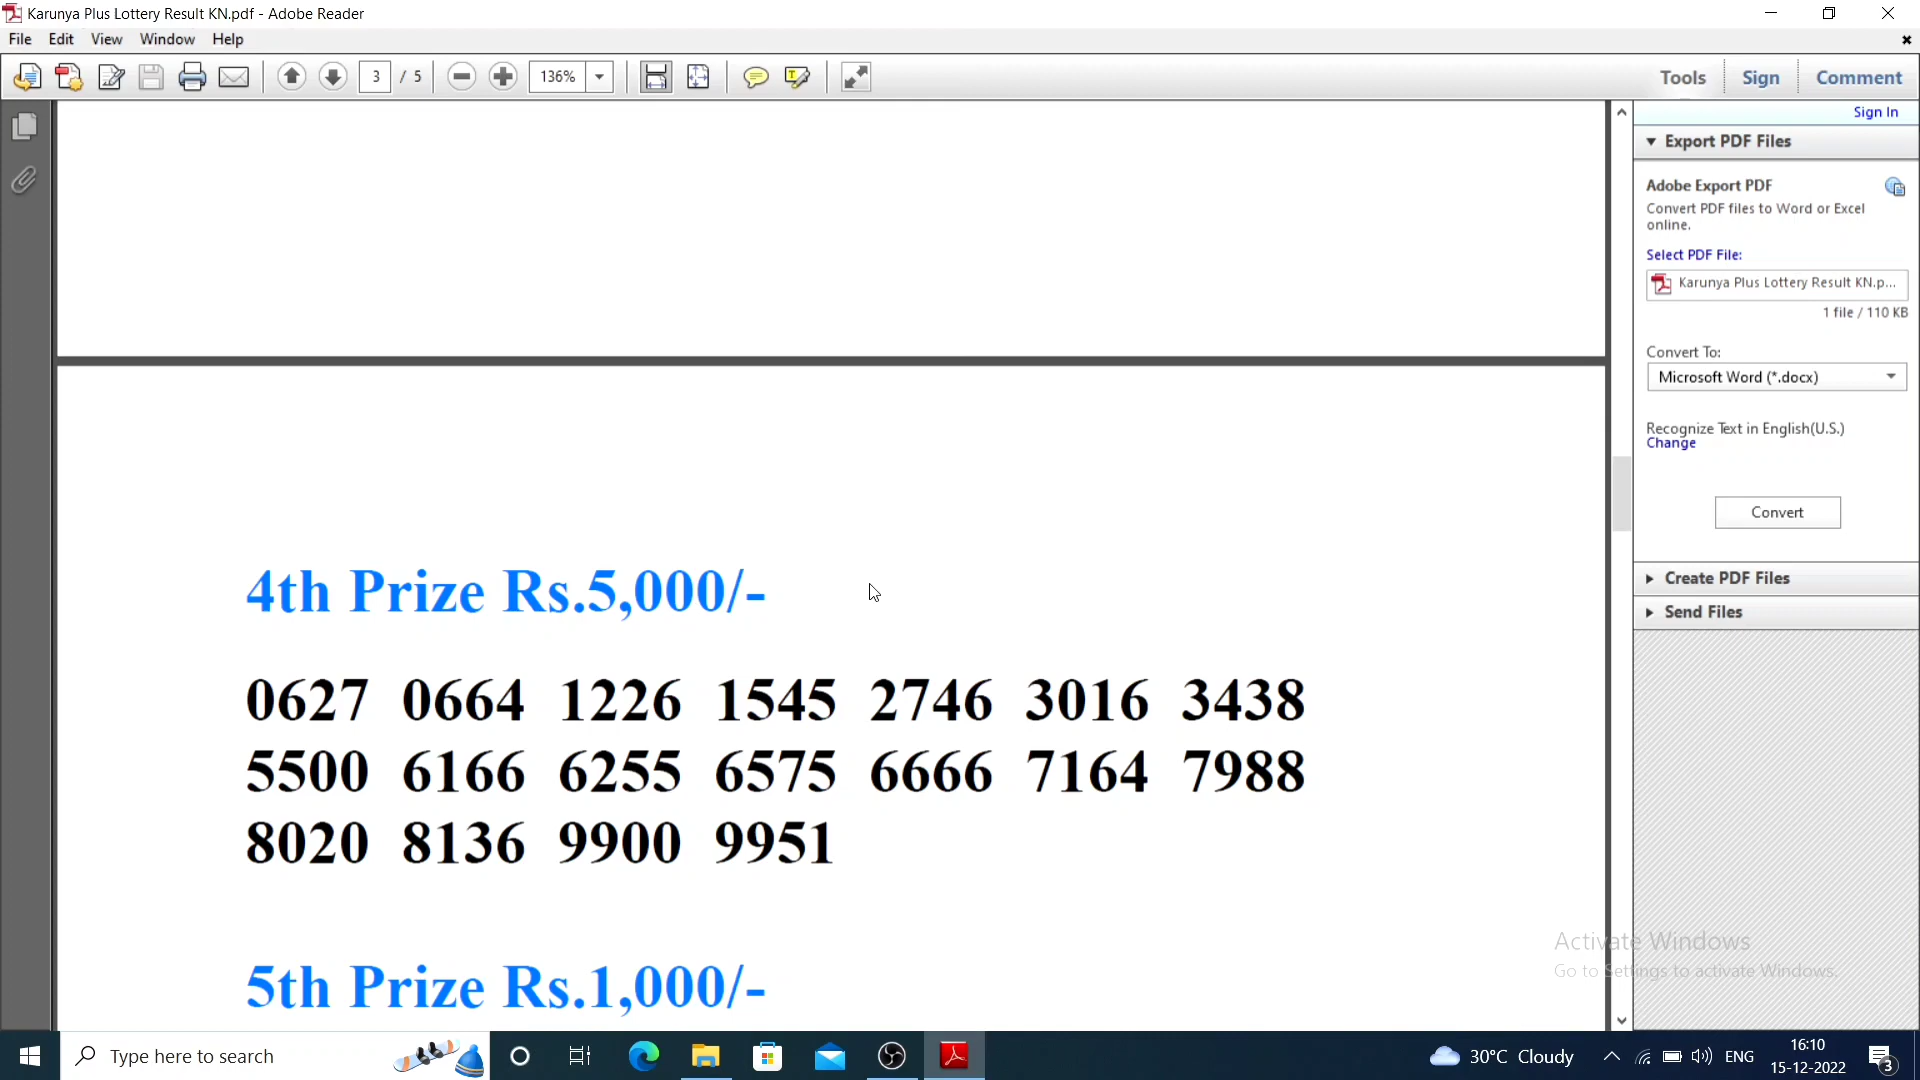 Karunya Plus Lottery Result KN.pdf - Adobe Reader
File Edit View Window Help
3 / 5 136% Tools Sign Comment
Sign In
Export PDF Files
Adobe Export PDF
Convert PDF files to Word or Excel
online.
Select PDF File:
Karunya Plus Lottery Result KN.p...
1 file / 110 KB
Convert To:
Microsoft Word (*.docx)
Recognize Text in English(U.S.)
Change
Convert
Create PDF Files
Send Files
4th Prize Rs.5,000/-
0627 0664 1226 1545 2746 3016 3438
5500 6166 6255 6575 6666 7164 7988
8020 8136 9900 9951
5th Prize Rs.1,000/-
Activate Windows
Go to Settings to activate Windows.
Type here to search
30°C Cloudy
ENG
16:10
15-12-2022
3